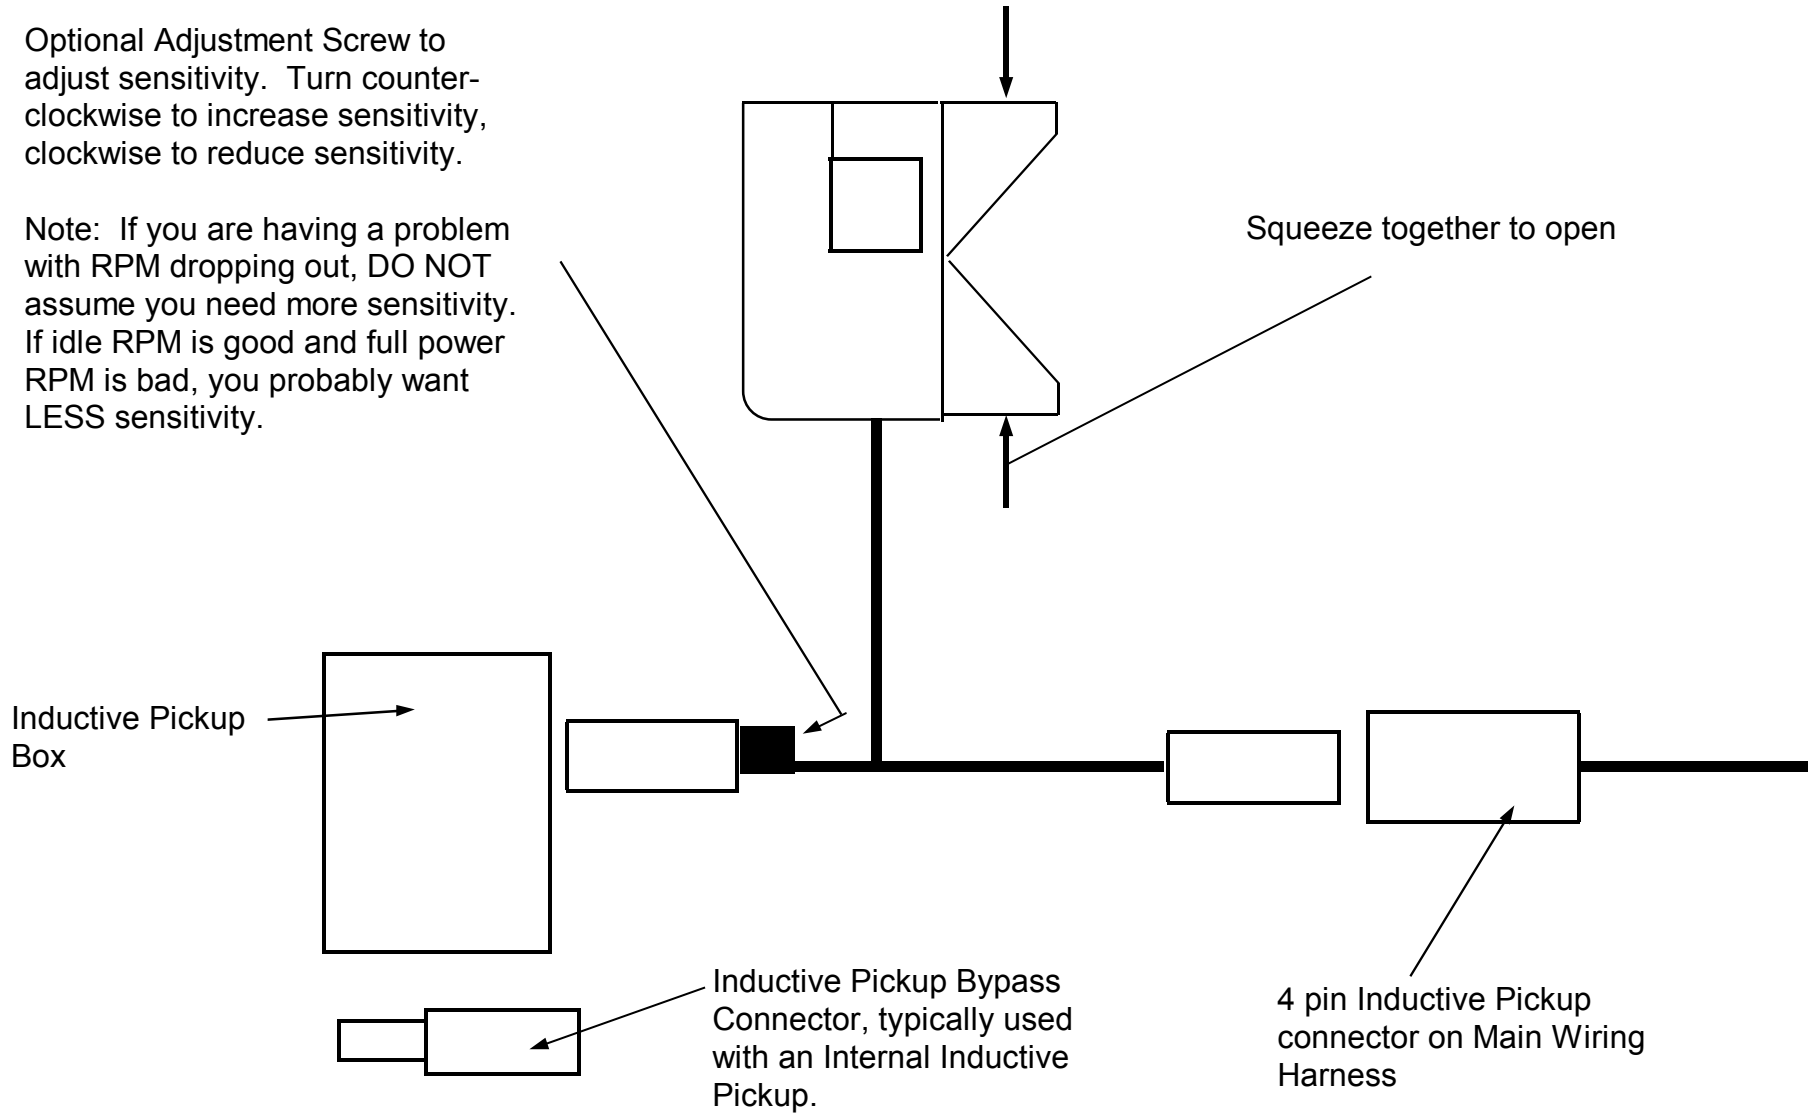 Optional Adjustment Screw to
adjust sensitivity.  Turn counter-
clockwise to increase sensitivity,
clockwise to reduce sensitivity.
Note:  If you are having a problem
with RPM dropping out, DO NOT
assume you need more sensitivity.
If idle RPM is good and full power
RPM is bad, you probably want
LESS sensitivity.
Squeeze together to open
Inductive Pickup
Box
Inductive Pickup Bypass
Connector, typically used
with an Internal Inductive
Pickup.
4 pin Inductive Pickup
connector on Main Wiring
Harness